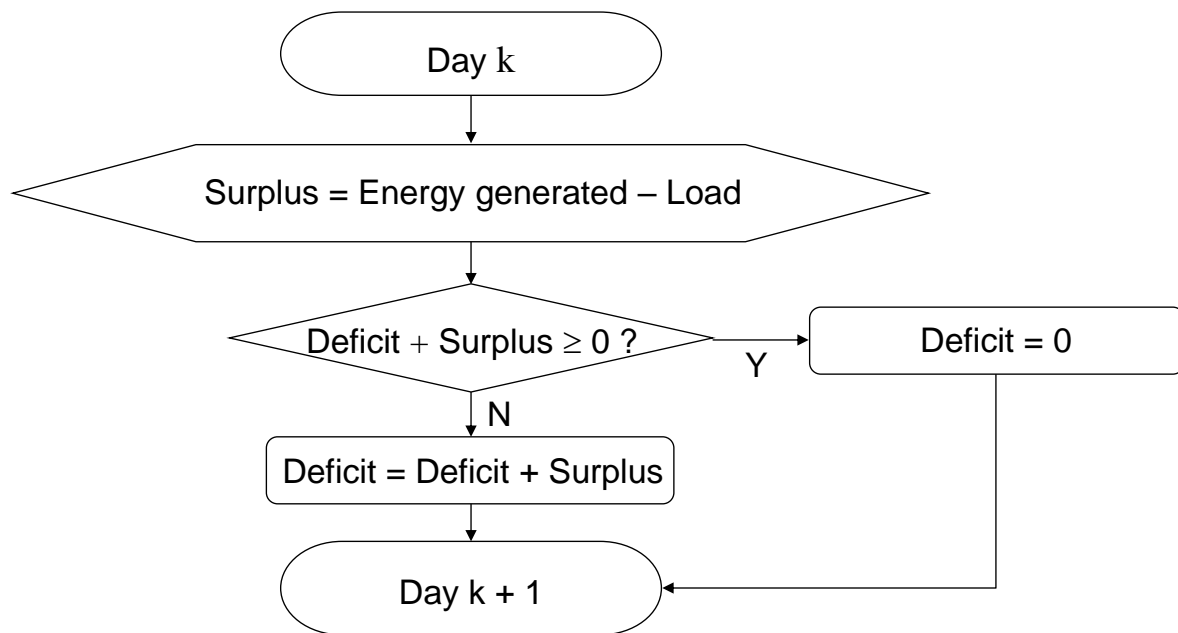 Day k
Surplus = Energy generated – Load
Deficit + Surplus ≥ 0 ?
Y
Deficit = 0
N
Deficit = Deficit + Surplus
Day k + 1